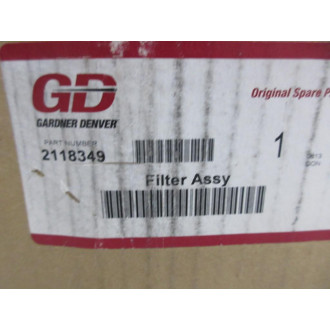 GD
GARDNER DENVER
Original Spare P
PART NUMBER
2118349
1
Filter Assy